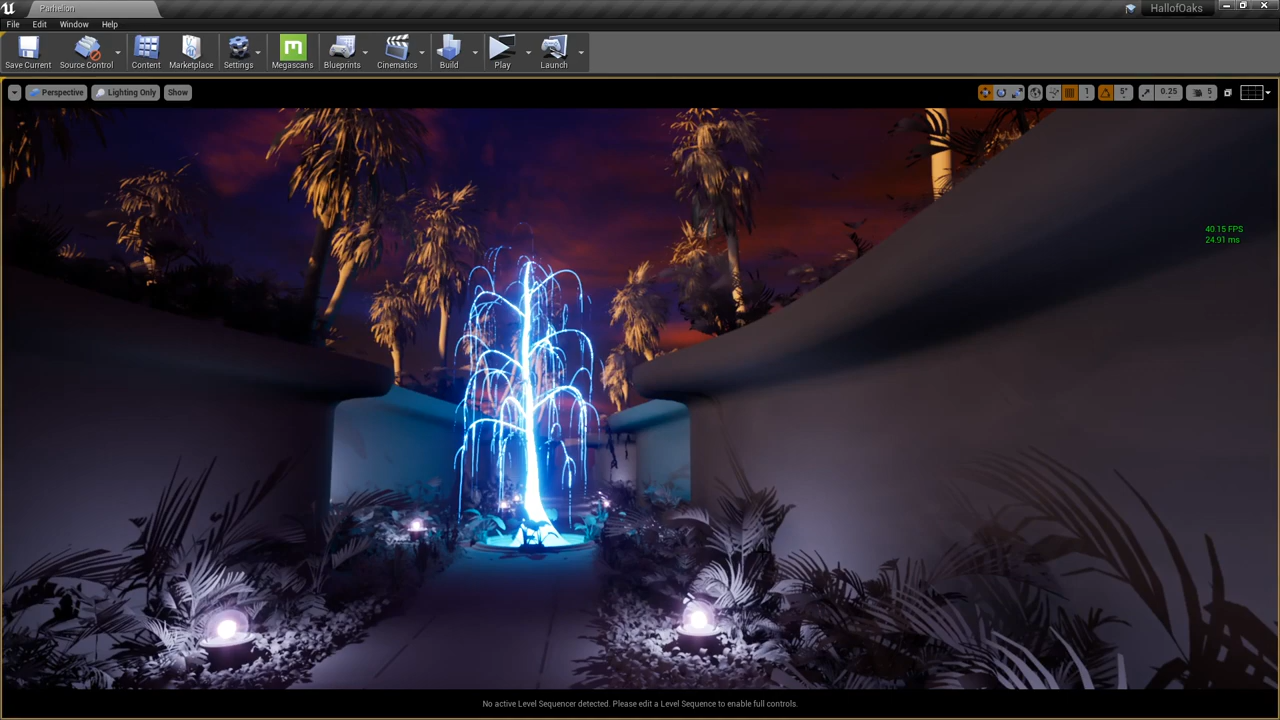 Parhelion
HallofOaks
File Edit Window Help
Save Current Source Control Content Marketplace Settings Megascans Blueprints Cinematics Build Play Launch
Perspective Lighting Only Show 1 5° 0.25 5
40.15 FPS
24.91 ms
No active Level Sequencer detected. Please edit a Level Sequence to enable full controls.